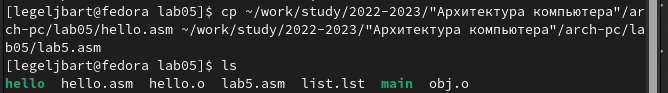 [legeljbart@fedora lab05]$ cp ~/work/study/2022-2023/"Архитектура компьютера"/ar
ch-pc/lab05/hello.asm ~/work/study/2022-2023/"Архитектура компьютера"/arch-pc/la
b05/lab5.asm
[legeljbart@fedora lab05]$ ls
hello  hello.asm  hello.o  lab5.asm  list.lst  main  obj.o